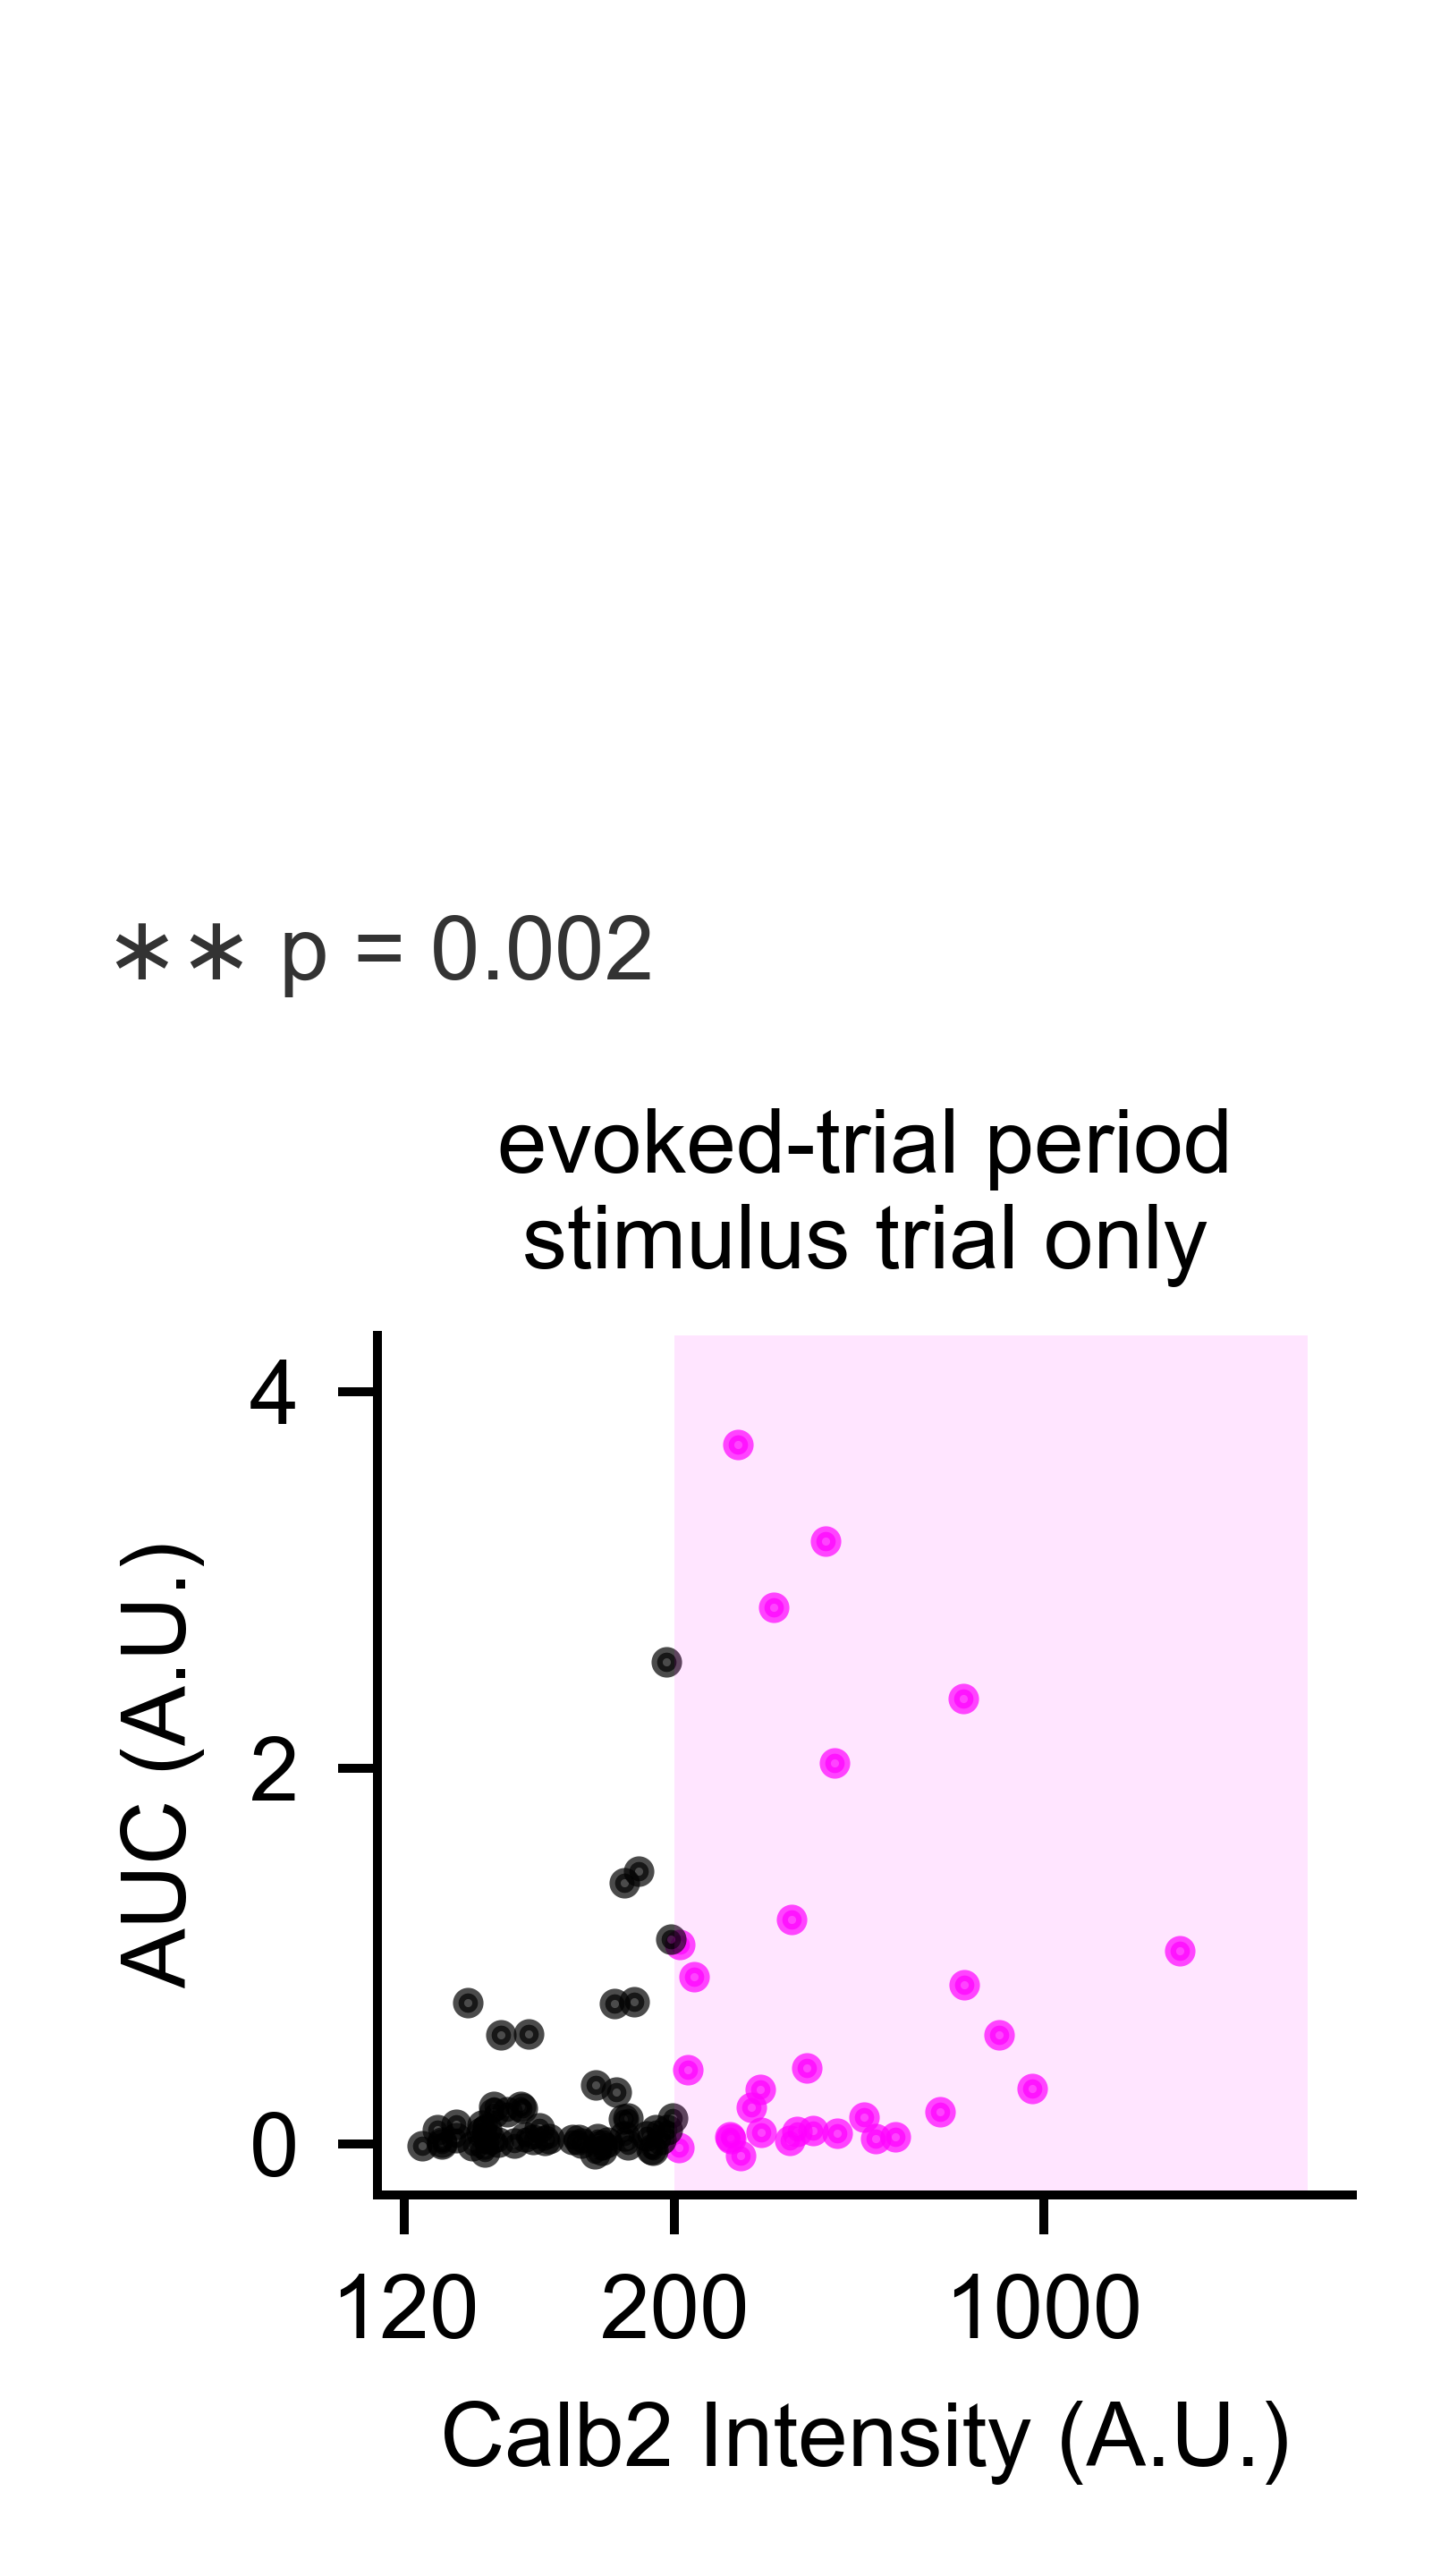 ∗∗ p = 0.002
evoked-trial period
stimulus trial only
4
2
0
AUC (A.U.)
120 200 1000
Calb2 Intensity (A.U.)